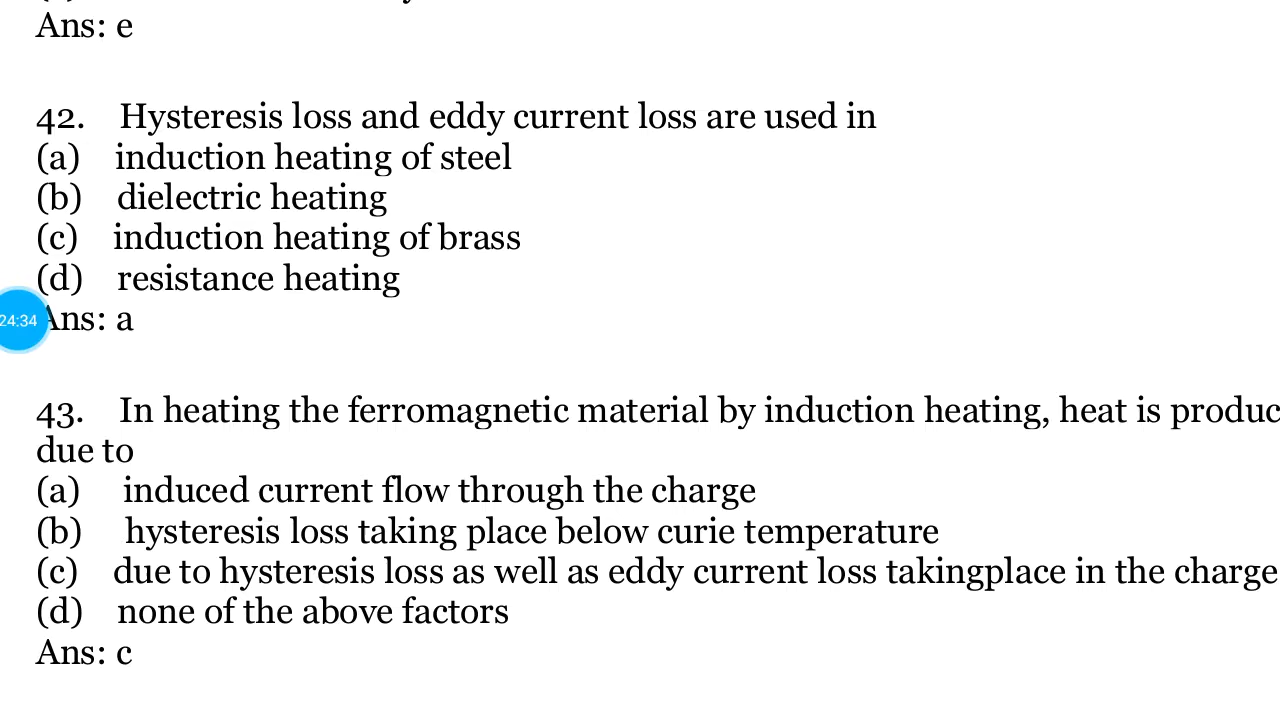 Ans: e
42. Hysteresis loss and eddy current loss are used in
(a) induction heating of steel
(b) dielectric heating
(c) induction heating of brass
(d) resistance heating
24:34
Ans: a
43. In heating the ferromagnetic material by induction heating, heat is produc
due to
(a) induced current flow through the charge
(b) hysteresis loss taking place below curie temperature
(c) due to hysteresis loss as well as eddy current loss takingplace in the charge
(d) none of the above factors
Ans: c